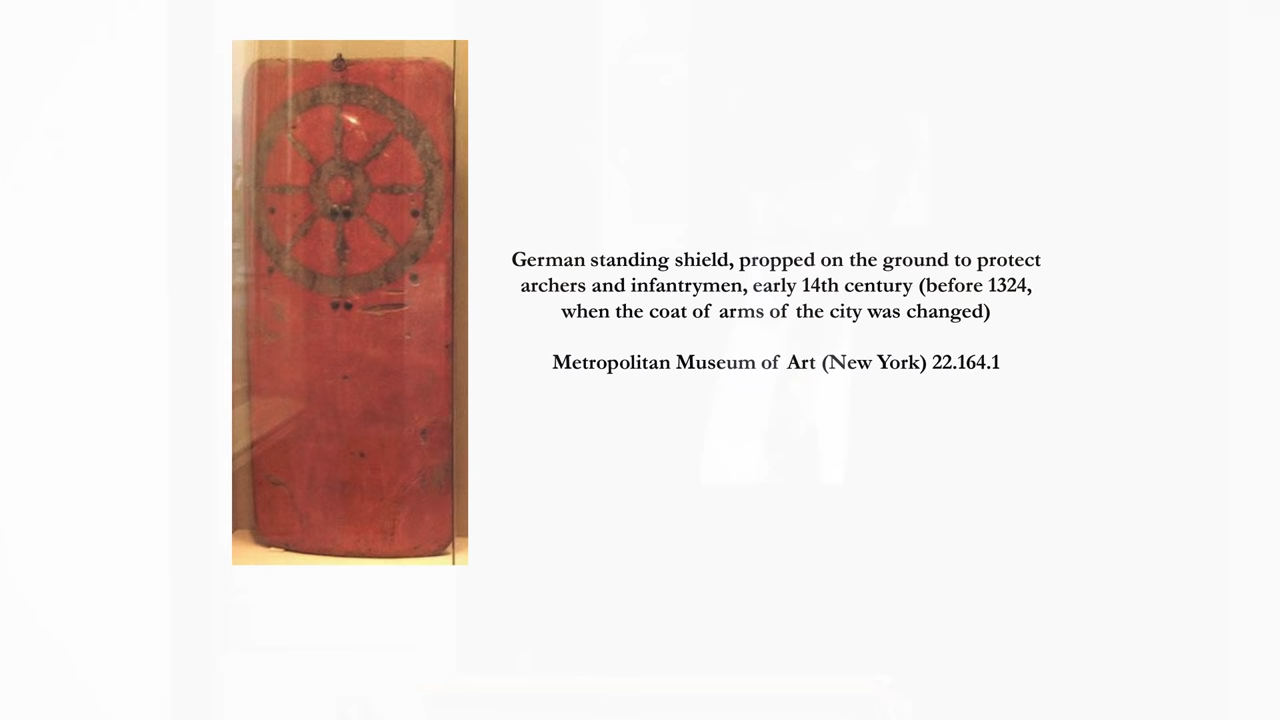 German standing shield, propped on the ground to protect
archers and infantrymen, early 14th century (before 1324,
when the coat of arms of the city was changed)
Metropolitan Museum of Art (New York) 22.164.1